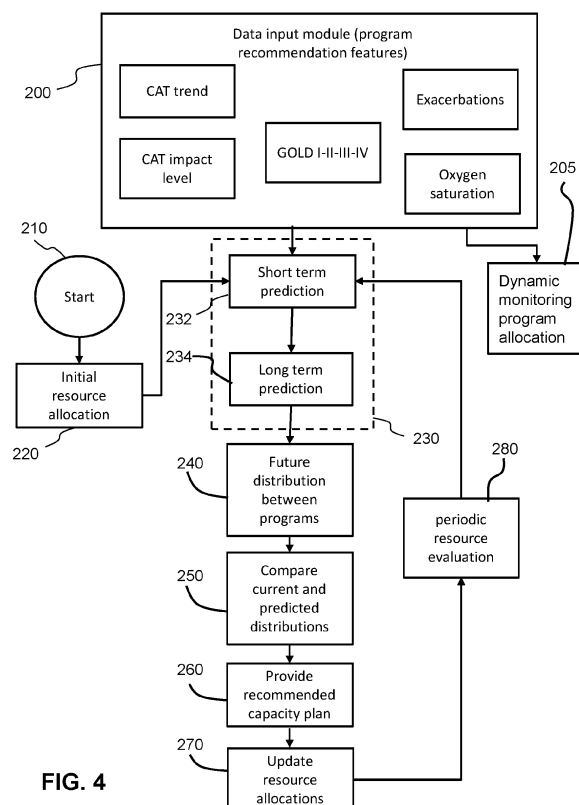 Data input module (program
recommendation features)
200
CAT trend
Exacerbations
GOLD I-II-III-IV
CAT impact
level
Oxygen
saturation
205
210
Start
Short term
prediction
232
Dynamic
monitoring
program
allocation
234
Long term
prediction
Initial
resource
allocation
220
230
240
Future
distribution
between
programs
280
periodic
resource
evaluation
250
Compare
current and
predicted
distributions
260
Provide
recommended
capacity plan
270
Update
resource
allocations
FIG. 4